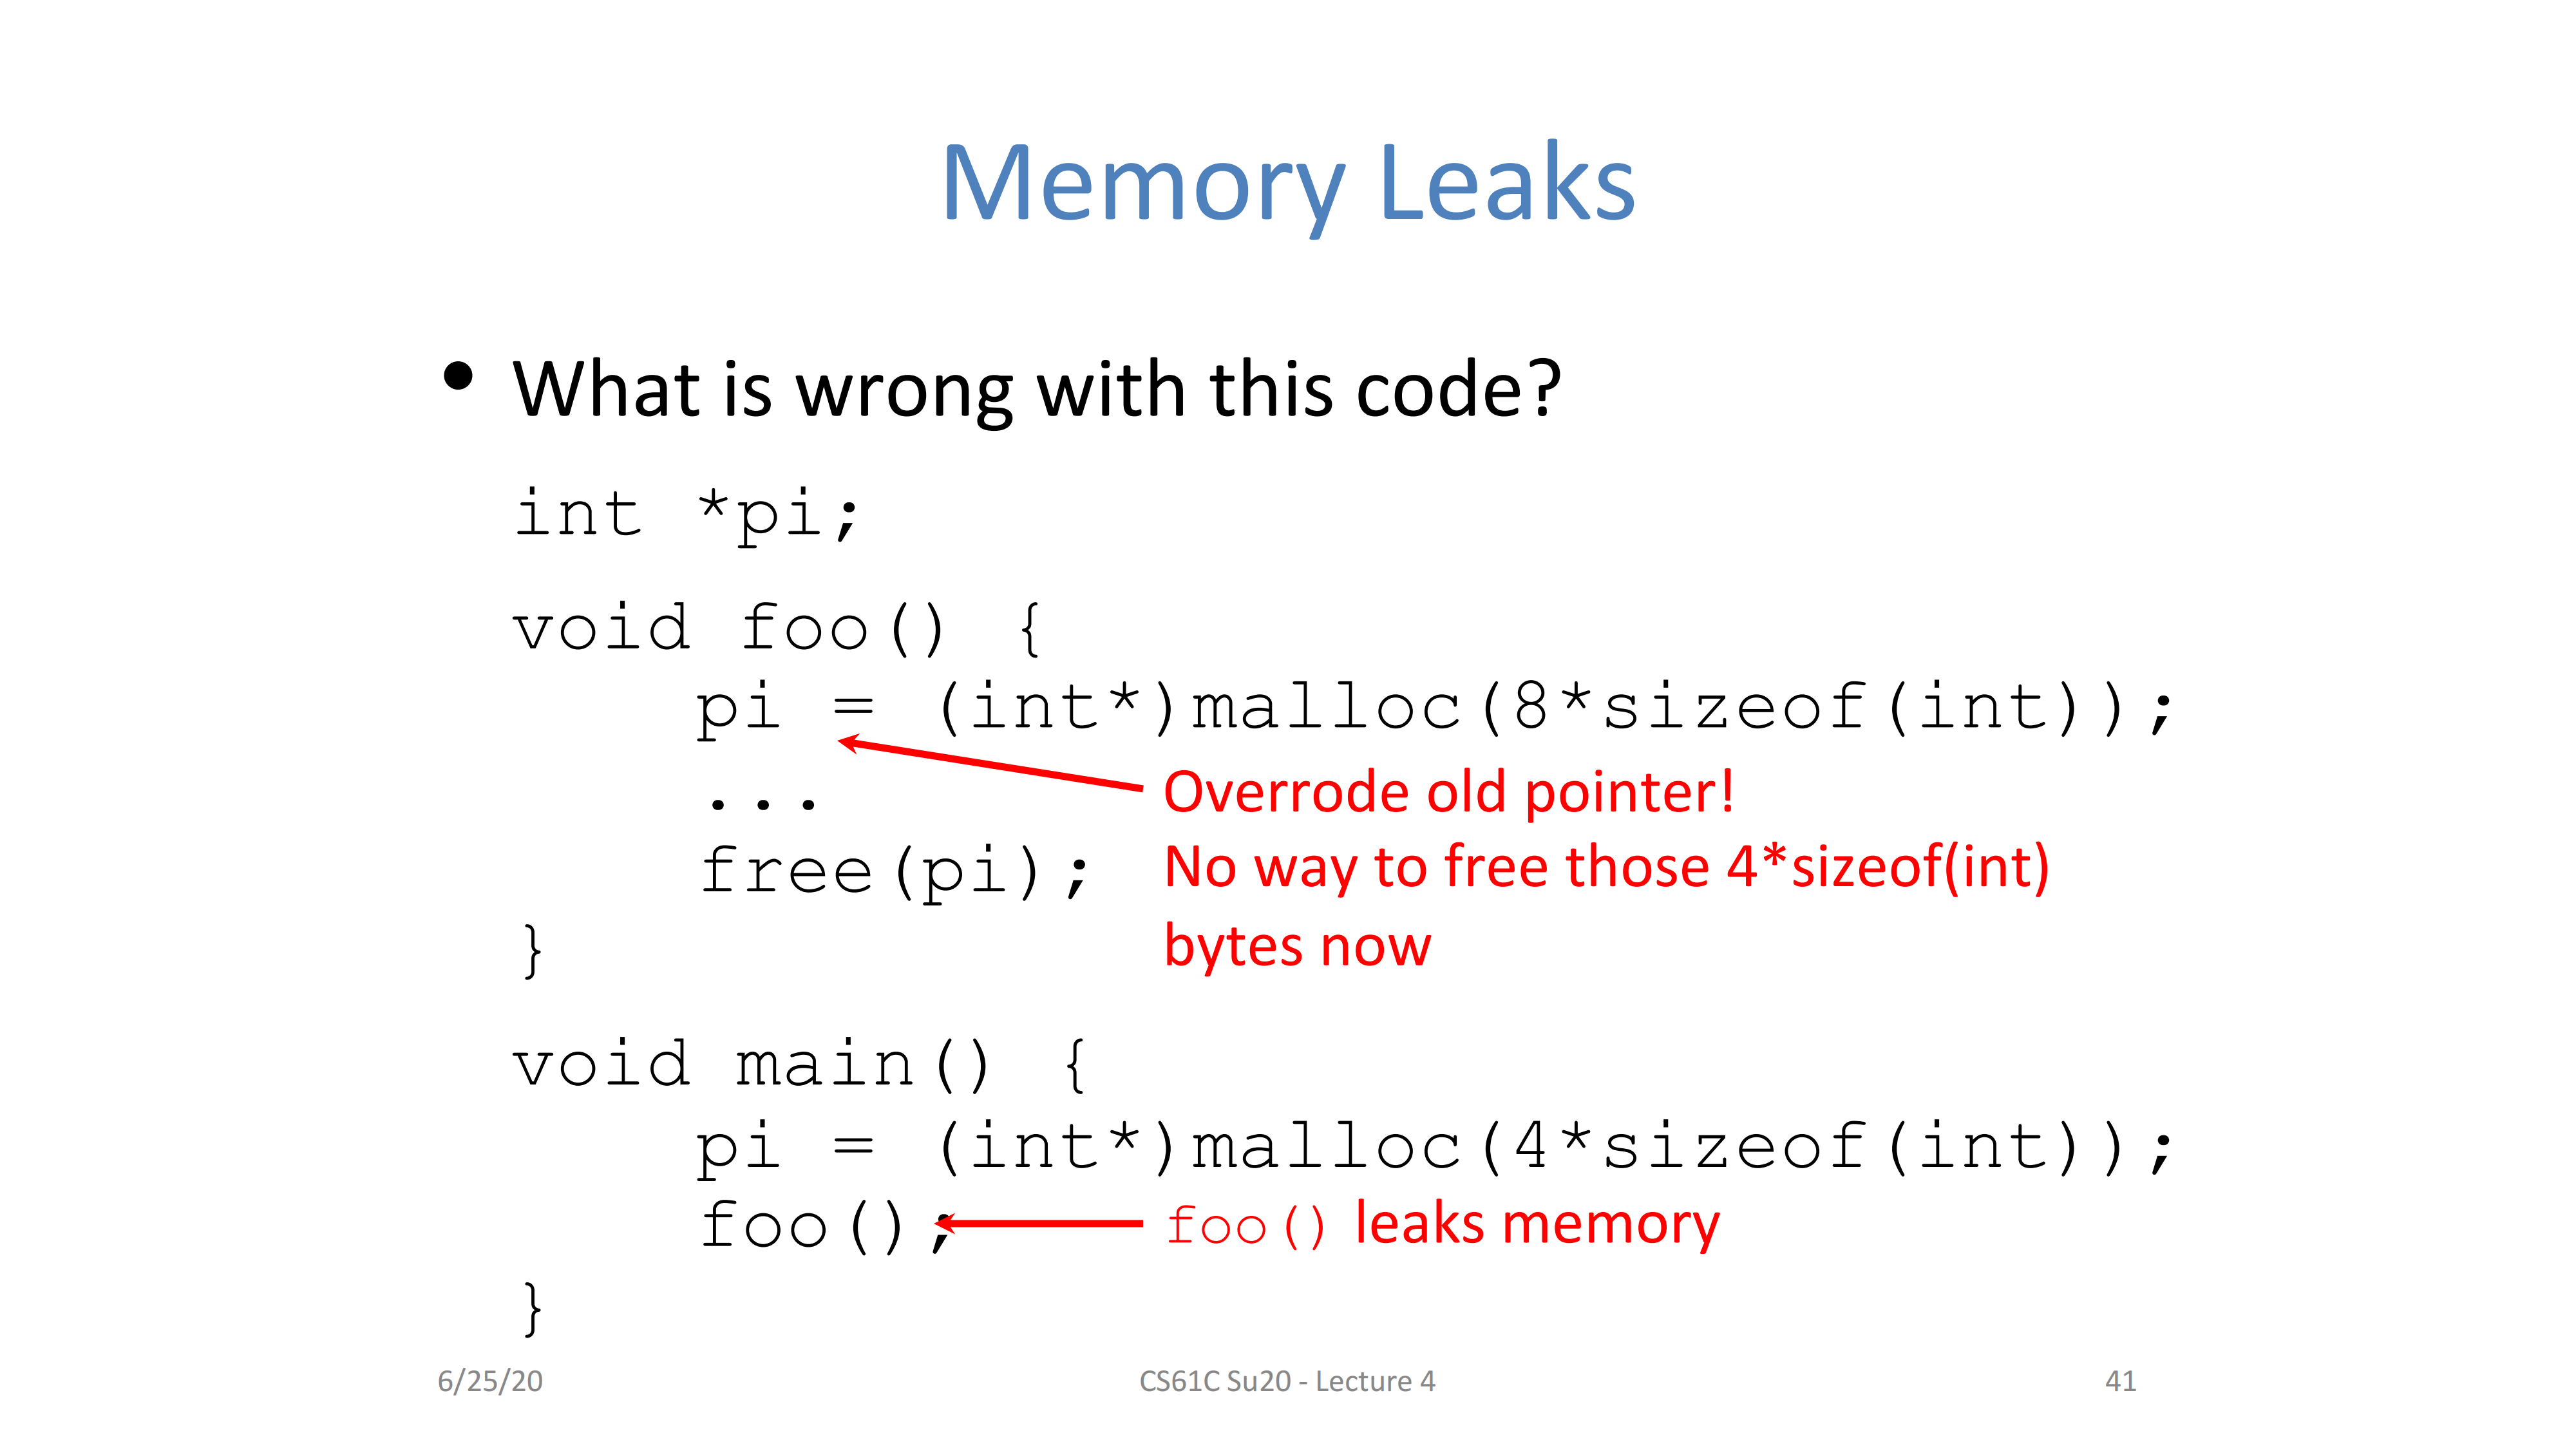 Memory Leaks
• What is wrong with this code?
int *pi;
void foo() {
pi = (int*)malloc(8*sizeof(int));
...
Overrode old pointer!
free(pi);
No way to free those 4*sizeof(int)
bytes now
}
void main() {
pi = (int*)malloc(4*sizeof(int));
foo();
foo() leaks memory
}
6/25/20
CS61C Su20 - Lecture 4
41